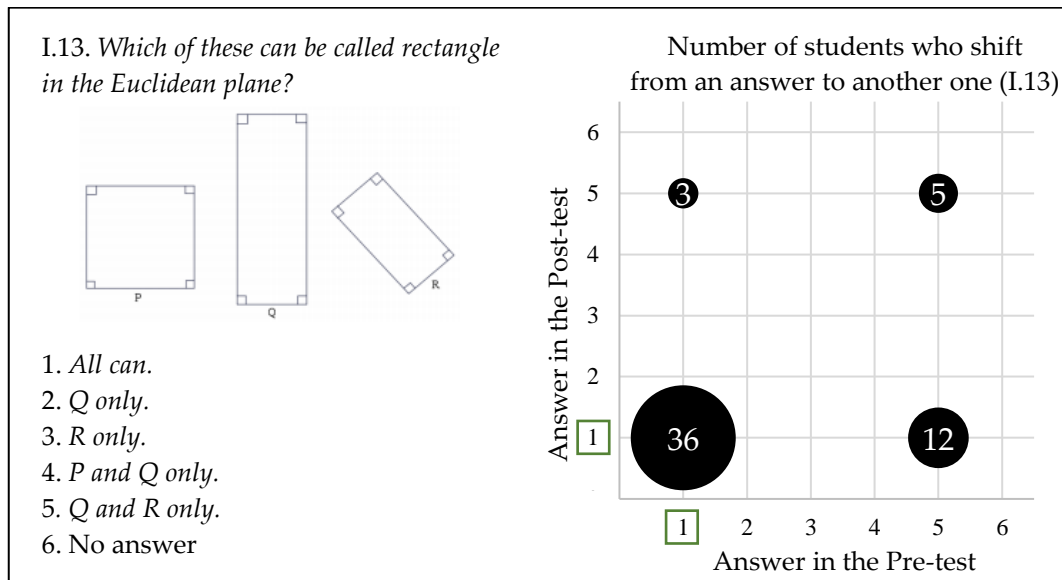 I.13. Which of these can be called rectangle
in the Euclidean plane?
P
Q
R
1. All can.
2. Q only.
3. R only.
4. P and Q only.
5. Q and R only.
6. No answer
Number of students who shift
from an answer to another one (I.13)
Answer in the Post-test
6
5
4
3
2
1
3
5
36
12
1 2 3 4 5 6
Answer in the Pre-test